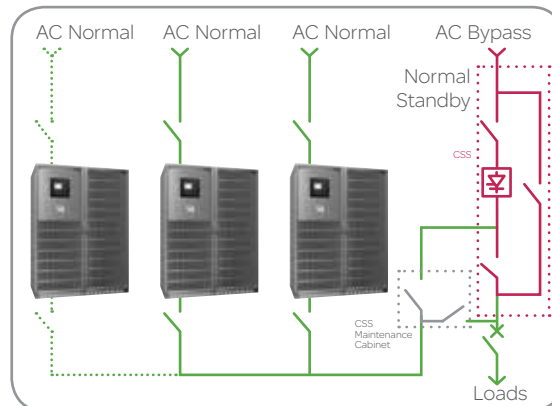 AC Normal
AC Normal
AC Normal
AC Bypass
Normal
Standby
CSS
CSS
Maintenance
Cabinet
Loads